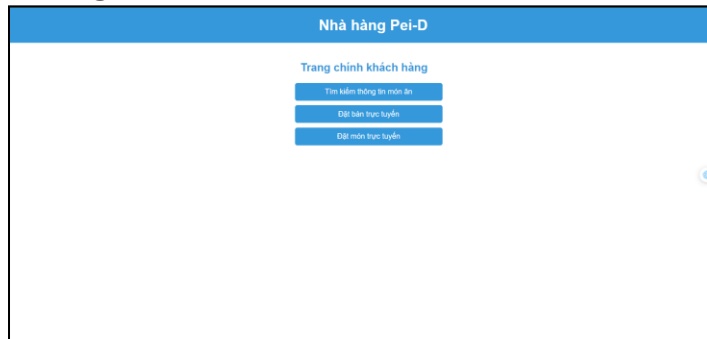 Nhà hàng Pei-D
Trang chính khách hàng
Tìm kiếm thông tin món ăn
Đặt bàn trực tuyến
Đặt món trực tuyến